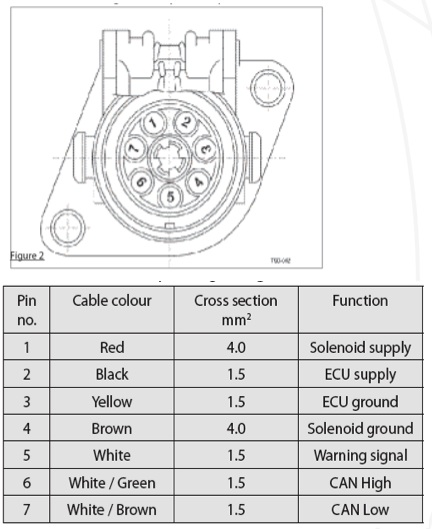 1 2
7 3
6 4
5
Figure 2
Pin no. Cable colour Cross section mm² Function
1 Red 4.0 Solenoid supply
2 Black 1.5 ECU supply
3 Yellow 1.5 ECU ground
4 Brown 4.0 Solenoid ground
5 White 1.5 Warning signal
6 White / Green 1.5 CAN High
7 White / Brown 1.5 CAN Low